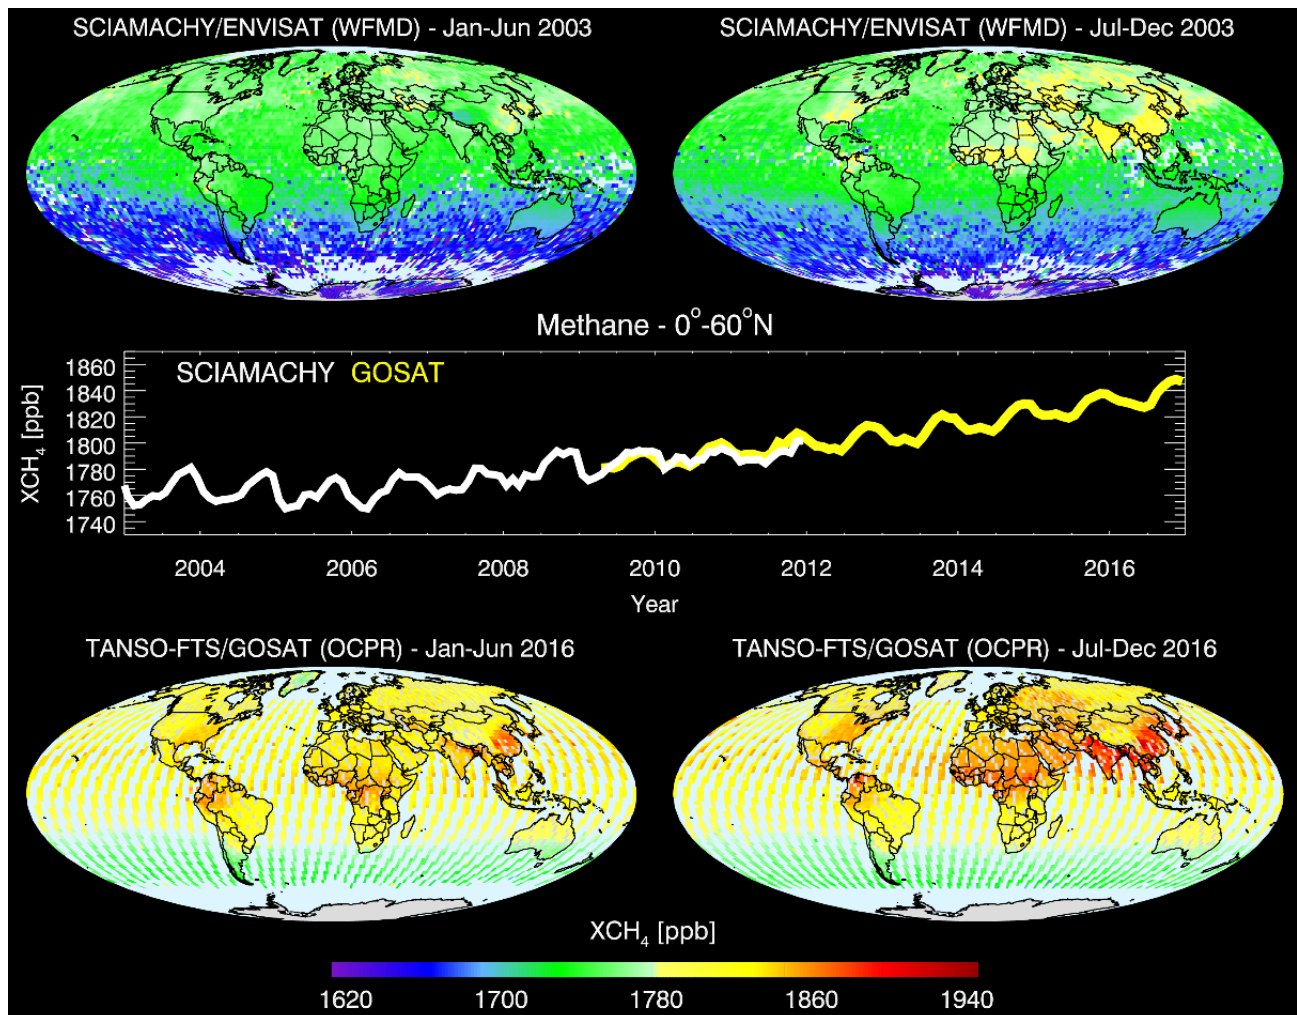 SCIAMACHY/ENVISAT (WFMD) - Jan-Jun 2003
SCIAMACHY/ENVISAT (WFMD) - Jul-Dec 2003
Methane - 0°-60°N
SCIAMACHY GOSAT
XCH₄ [ppb]
1860
1840
1820
1800
1780
1760
1740
2004 2006 2008 2010 2012 2014 2016
Year
TANSO-FTS/GOSAT (OCPR) - Jan-Jun 2016
TANSO-FTS/GOSAT (OCPR) - Jul-Dec 2016
XCH₄ [ppb]
1620 1700 1780 1860 1940